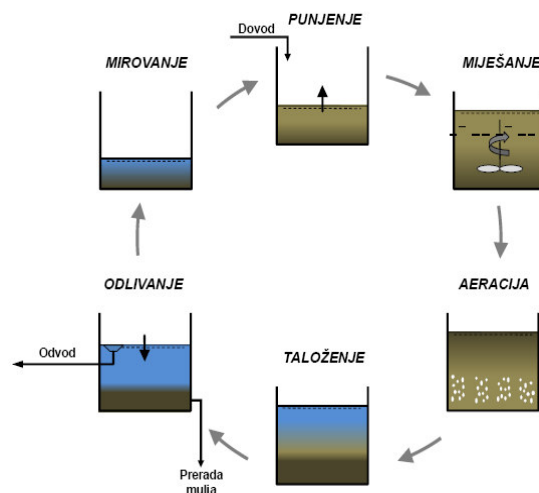 Dovod
PUNJENJE
MIROVANJE
MIJEŠANJE
ODLIVANJE
AERACIJA
Odvod
TALOŽENJE
Prerada
mulja